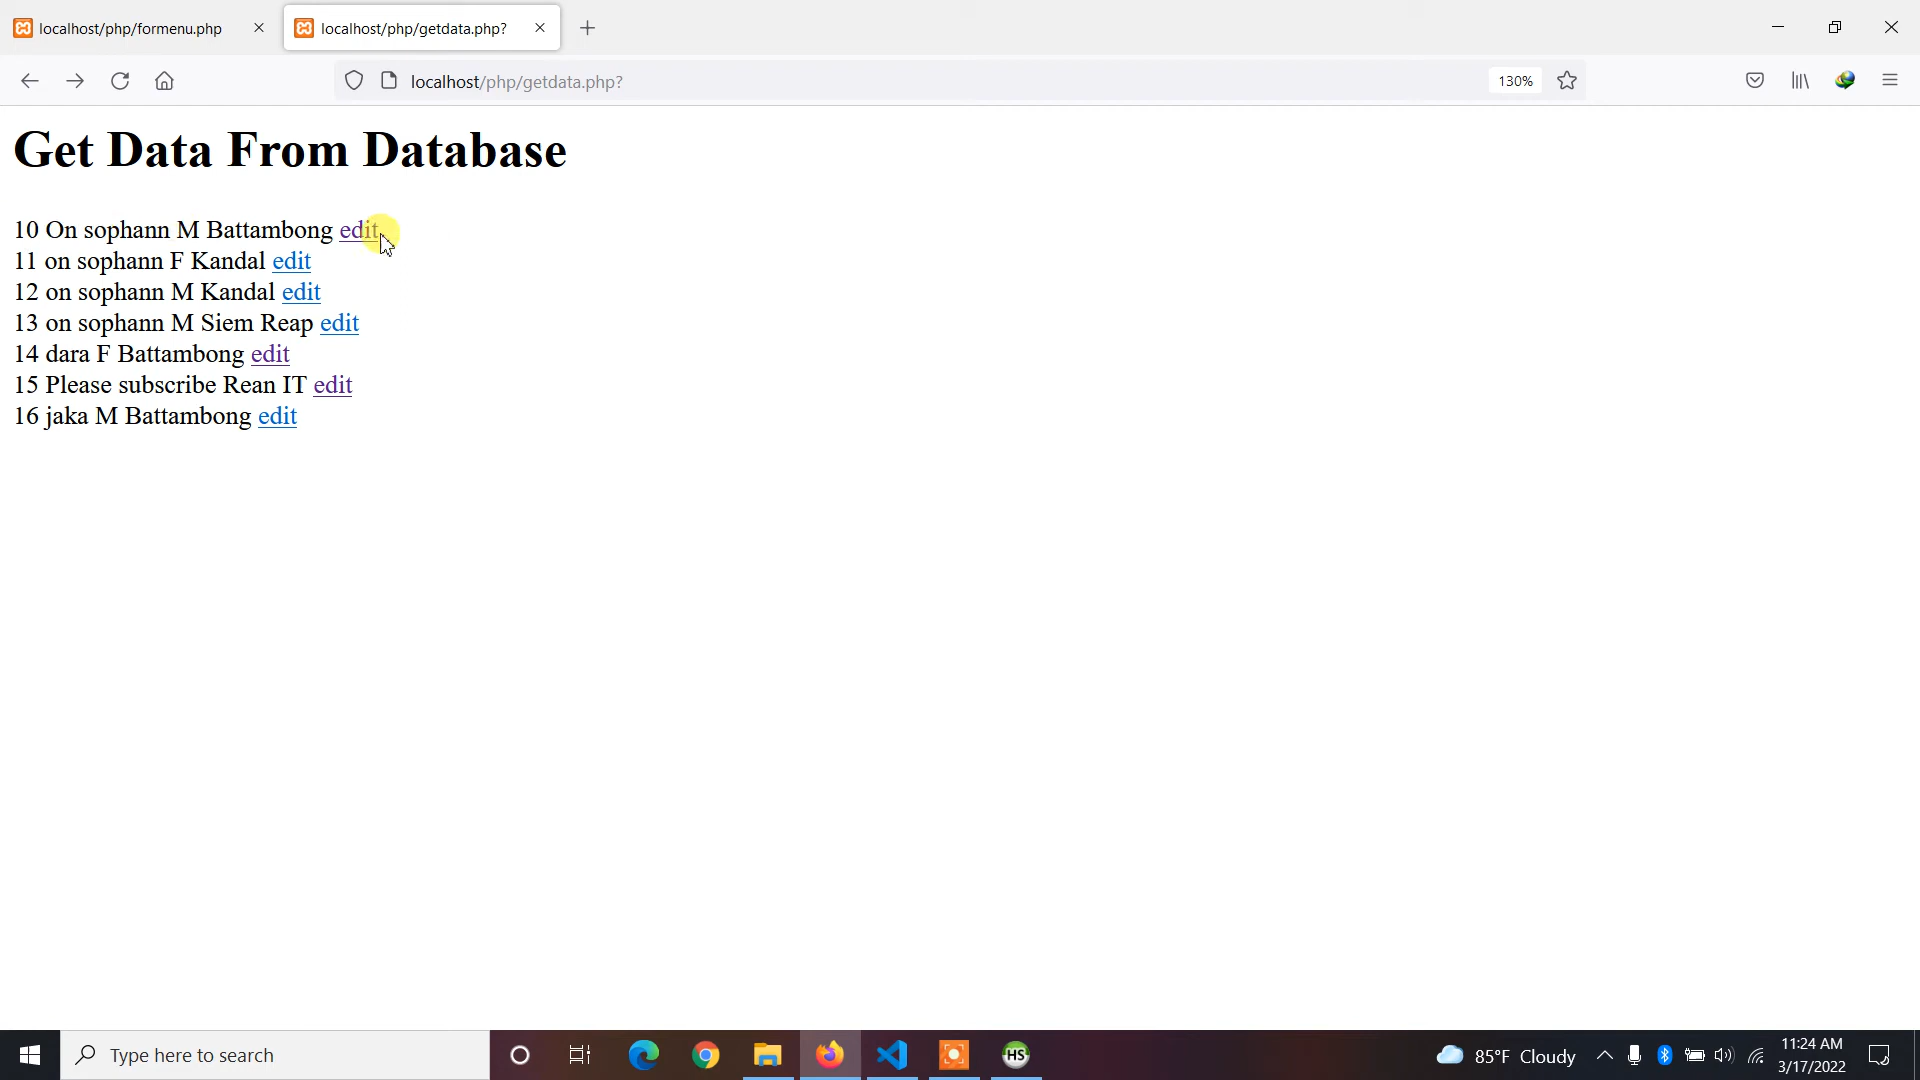 localhost/php/formenu.php
localhost/php/getdata.php?
localhost/php/getdata.php?
130%
Get Data From Database
10 On sophann M Battambong edit
11 on sophann F Kandal edit
12 on sophann M Kandal edit
13 on sophann M Siem Reap edit
14 dara F Battambong edit
15 Please subscribe Rean IT edit
16 jaka M Battambong edit
Type here to search
HS
85°F Cloudy
11:24 AM
3/17/2022